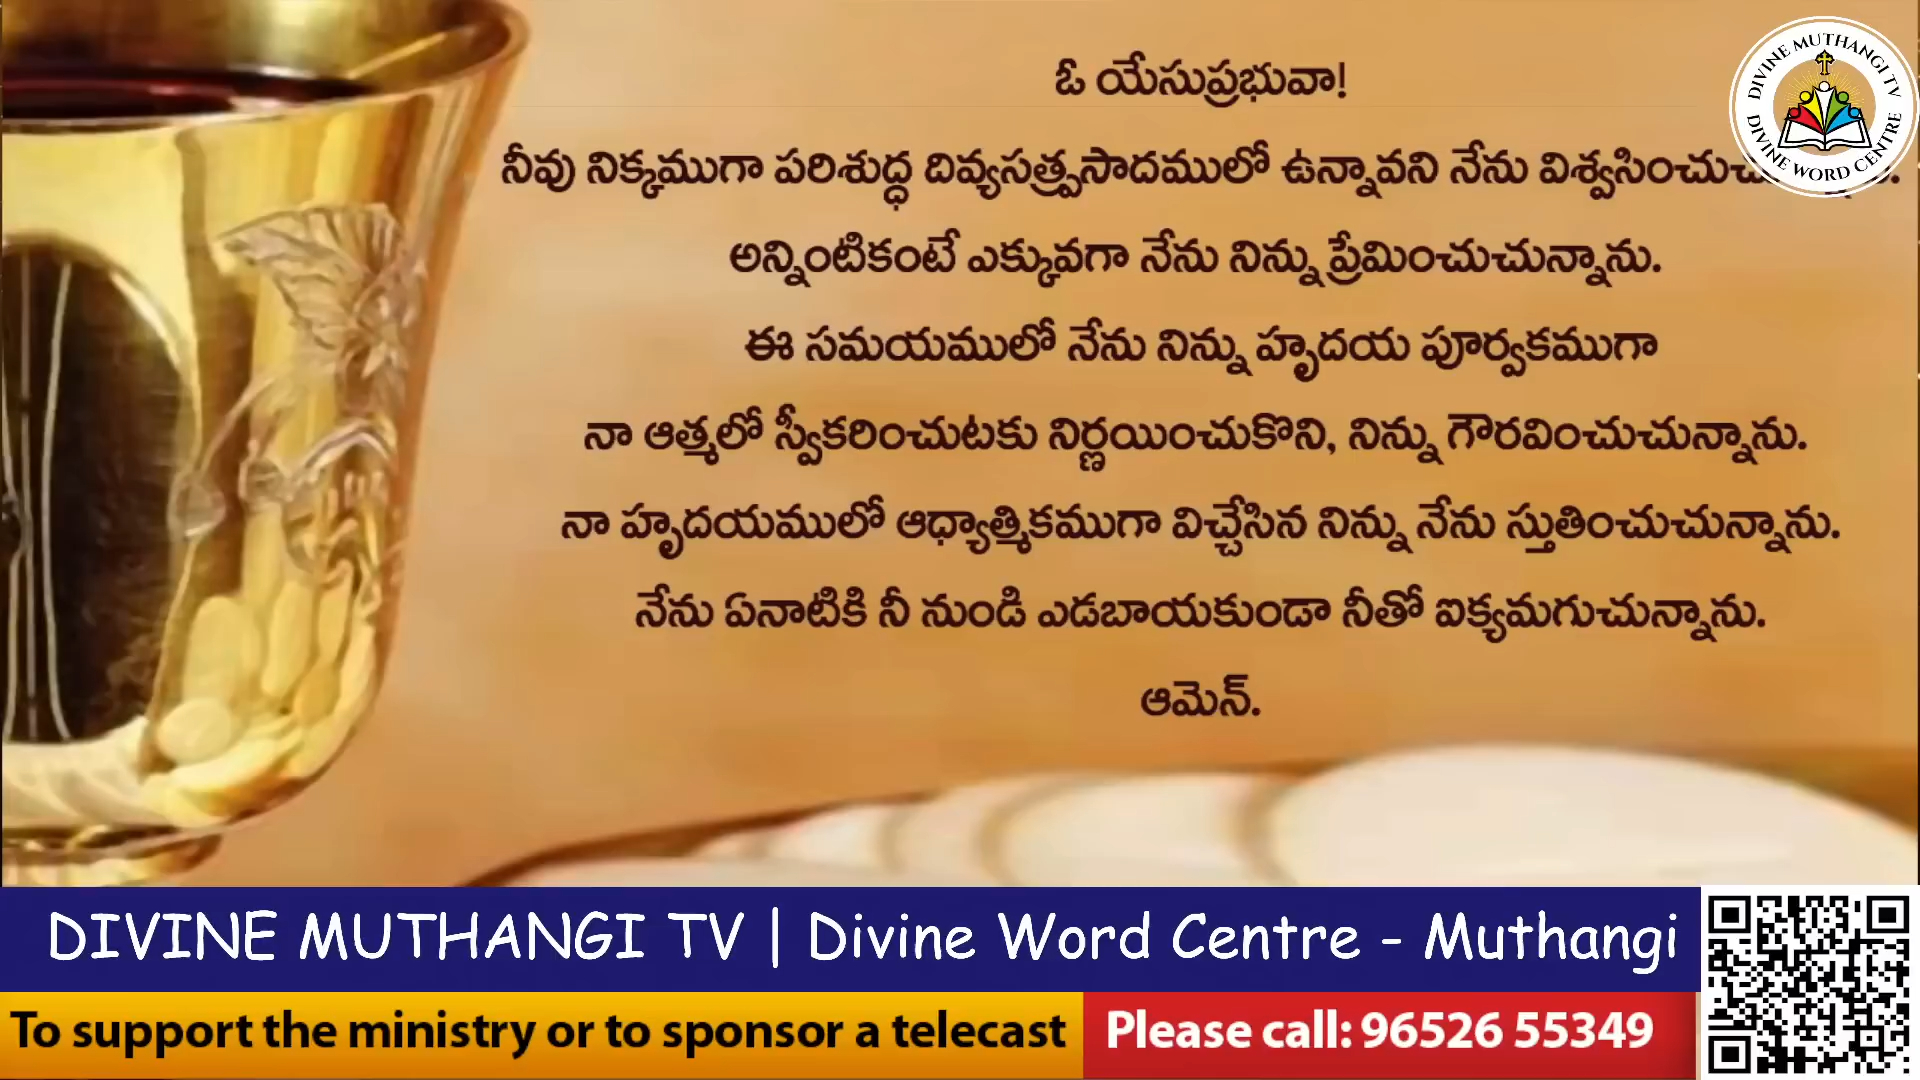 ఓ యేసుప్రభువా!
నీవు నిక్కముగా పరిశుద్ధ దివ్యసత్ప్రసాదములో ఉన్నావని నేను
అన్నింటికంటే ఎక్కువగా నేను నిన్ను ప్రేమించుచున్నాను.
ఈ సమయములో నేను నిన్ను హృదయ పూర్వకముగా
నా ఆత్మలో స్వీకరించుటకు నిర్ణయించుకొని, నిన్ను గౌరవించుచున్నాను.
నా హృదయములో ఆధ్యాత్మికముగా విచ్చేసిన నిన్ను నేను స్తుతించుచున్నాను.
నేను ఏనాటికి నీ నుండి ఎడబాయకుండా నీతో ఐక్యమగుచున్నాను.
ఆమెన్.
DIVINE MUTHANGI TV
DIVINE WORD CENTRE
DIVINE MUTHANGI TV | Divine Word Centre - Muthangi
To support the ministry or to sponsor a telecast
Please call: 96526 55349